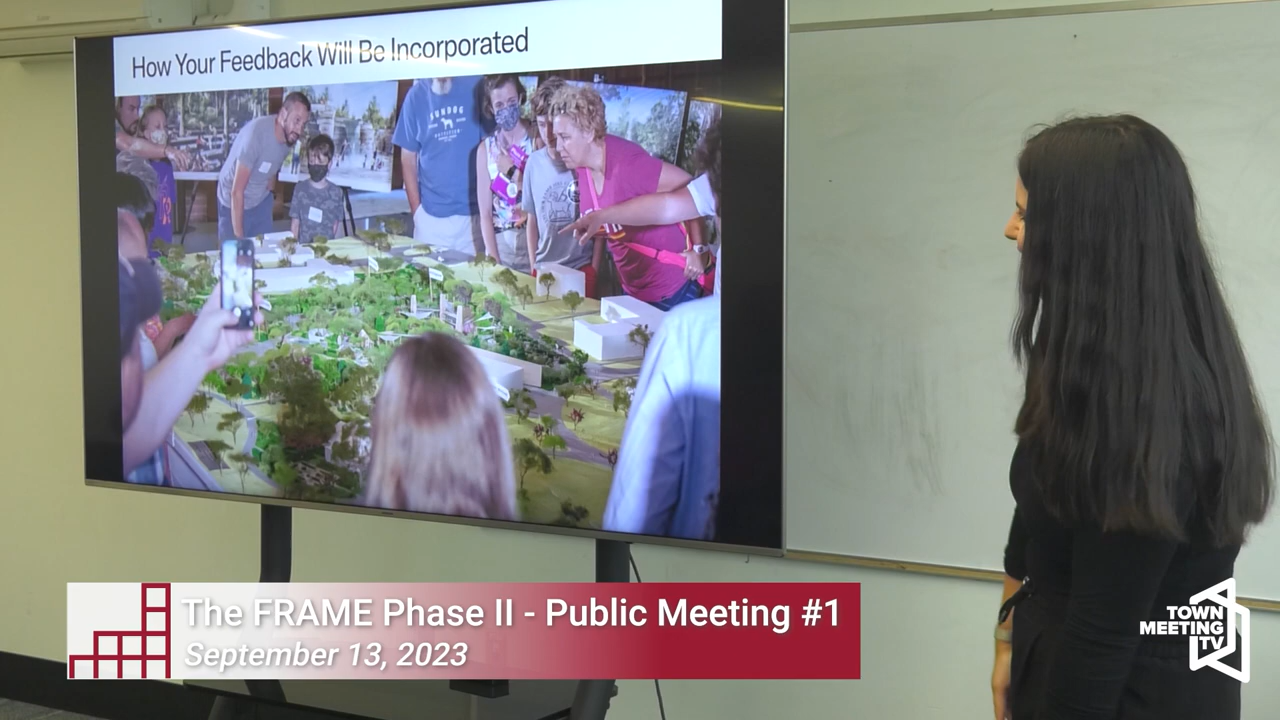 How Your Feedback Will Be Incorporated
SUNDOG
The FRAME Phase II - Public Meeting #1
September 13, 2023
TOWN
MEETING
TV